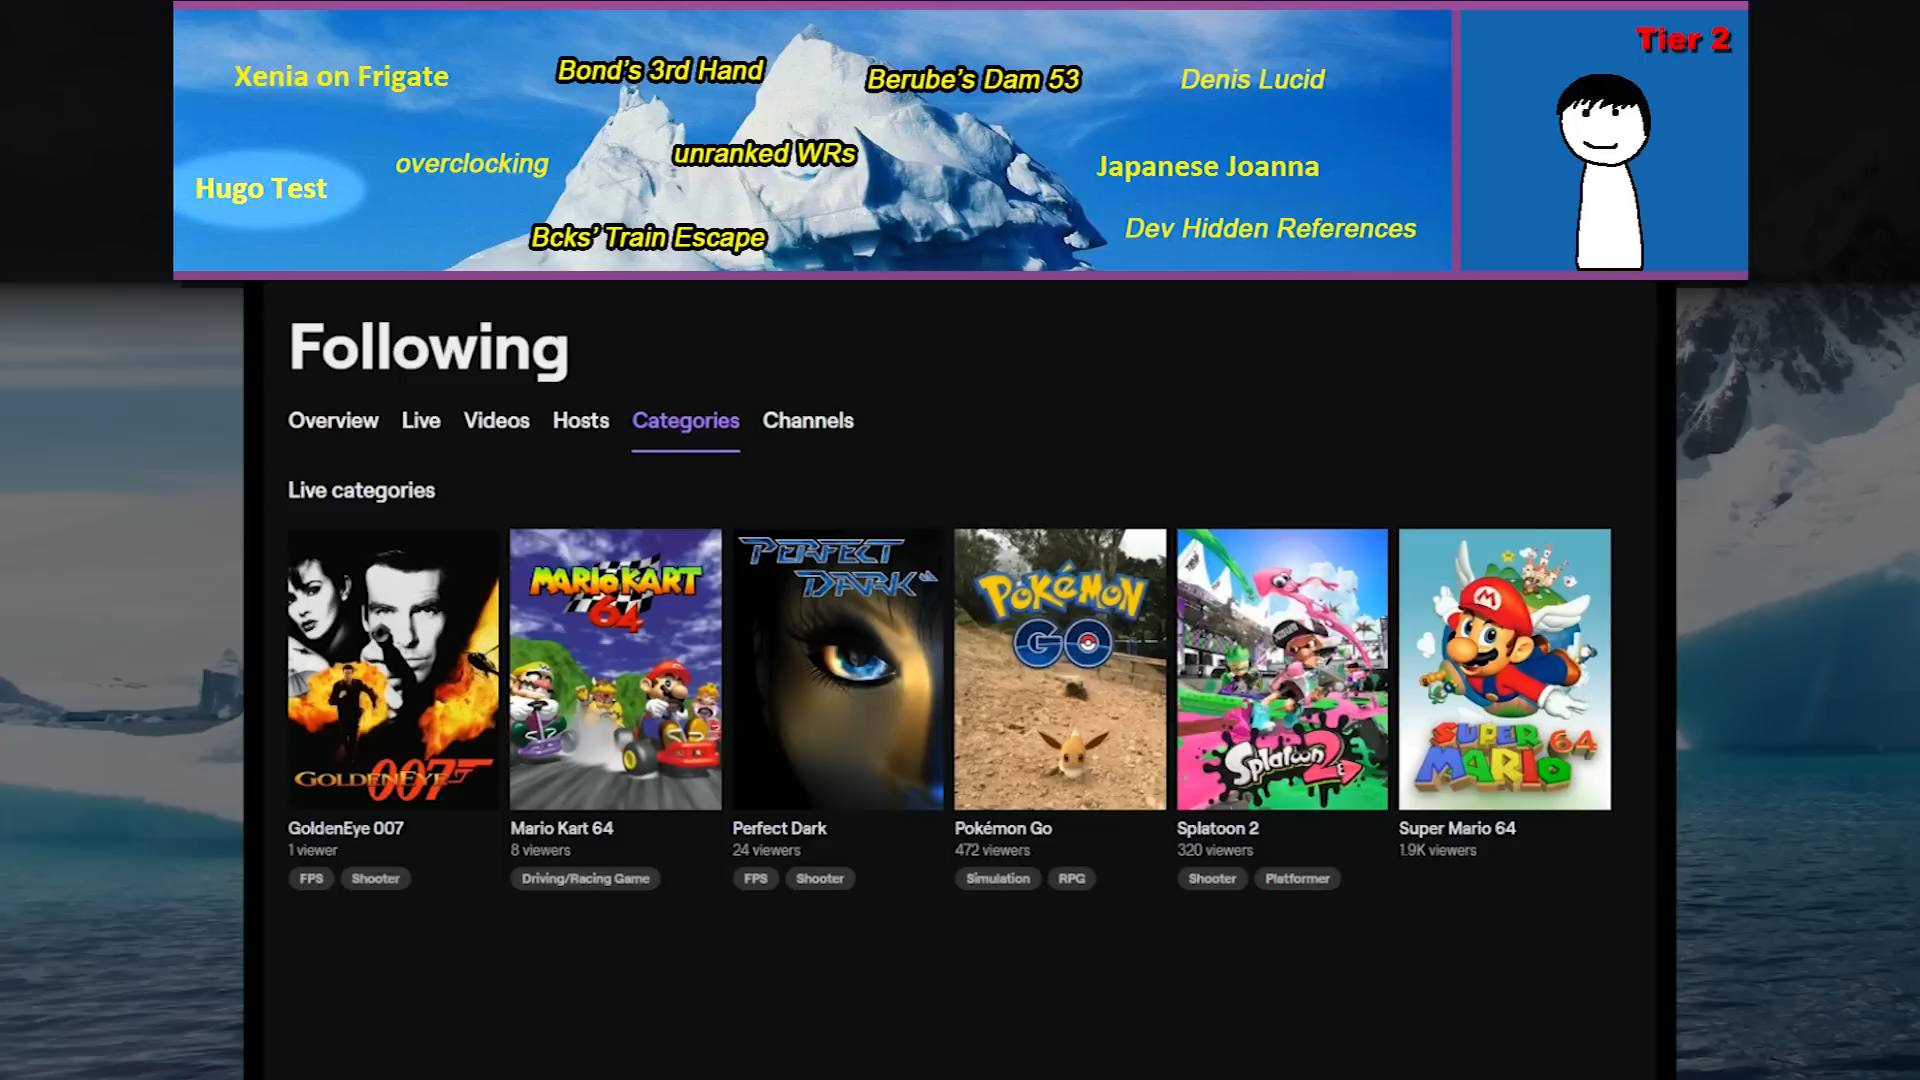 Tier 2
Xenia on Frigate
Bond's 3rd Hand
Berube's Dam 53
Denis Lucid
overclocking
unranked WRs
Japanese Joanna
Hugo Test
Bcks' Train Escape
Dev Hidden References
Following
Overview Live Videos Hosts Categories Channels
Live categories
GOLDENEYE 007
MARIO KART 64
PERFECT DARK
POKÉMON GO
Splatoon 2
SUPER MARIO 64
GoldenEye 007
1 viewer
FPS Shooter
Mario Kart 64
8 viewers
Driving/Racing Game
Perfect Dark
24 viewers
FPS Shooter
Pokémon Go
472 viewers
Simulation RPG
Splatoon 2
320 viewers
Shooter Platformer
Super Mario 64
1.9K viewers